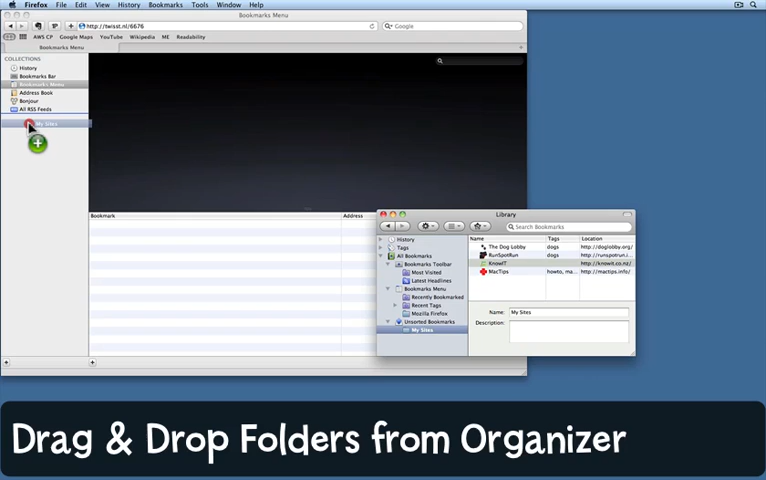 Firefox File Edit View History Bookmarks Tools Window Help
Bookmarks Menu
http://twisst.nl/6676
Google
AWS CP Google Maps YouTube Wikipedia ME Readability
Bookmarks Menu
COLLECTIONS
History
Bookmarks Bar
Bookmarks Menu
Address Book
Bonjour
All RSS Feeds
My Sites
Bookmark Address
Library
Search Bookmarks
History
Tags
All Bookmarks
Bookmarks Toolbar
Most Visited
Latest Headlines
Bookmarks Menu
Recently Bookmarked
Recent Tags
Mozilla Firefox
Unsorted Bookmarks
My Sites
Name Tags Location
The Dog Lobby dogs http://doglobby.org/
RunSpotRun dogs http://runspotrun.i...
KnowIT http://knowit.co.nz/
MacTips howto, ma... http://mactips.info/
Name: My Sites
Description:
Drag & Drop Folders from Organizer